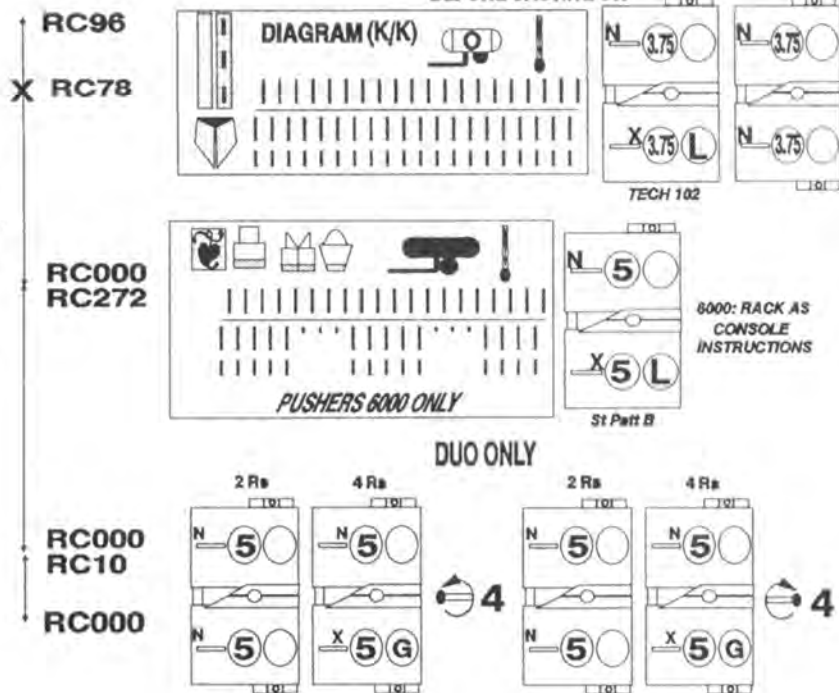 RC96
DIAGRAM (K/K)
N 3.75
N 3.75
X RC78
X 3.75 L
N 3.75
TECH 102
RC000
RC272
N 5
X 5 L
6000: RACK AS
CONSOLE
INSTRUCTIONS
PUSHERS 6000 ONLY
St Patt B
DUO ONLY
2 Rs
4 Rs
2 Rs
4 Rs
RC000
RC10
N 5
N 5
4
N 5
N 5
4
RC000
N 5
X 5 G
N 5
X 5 G